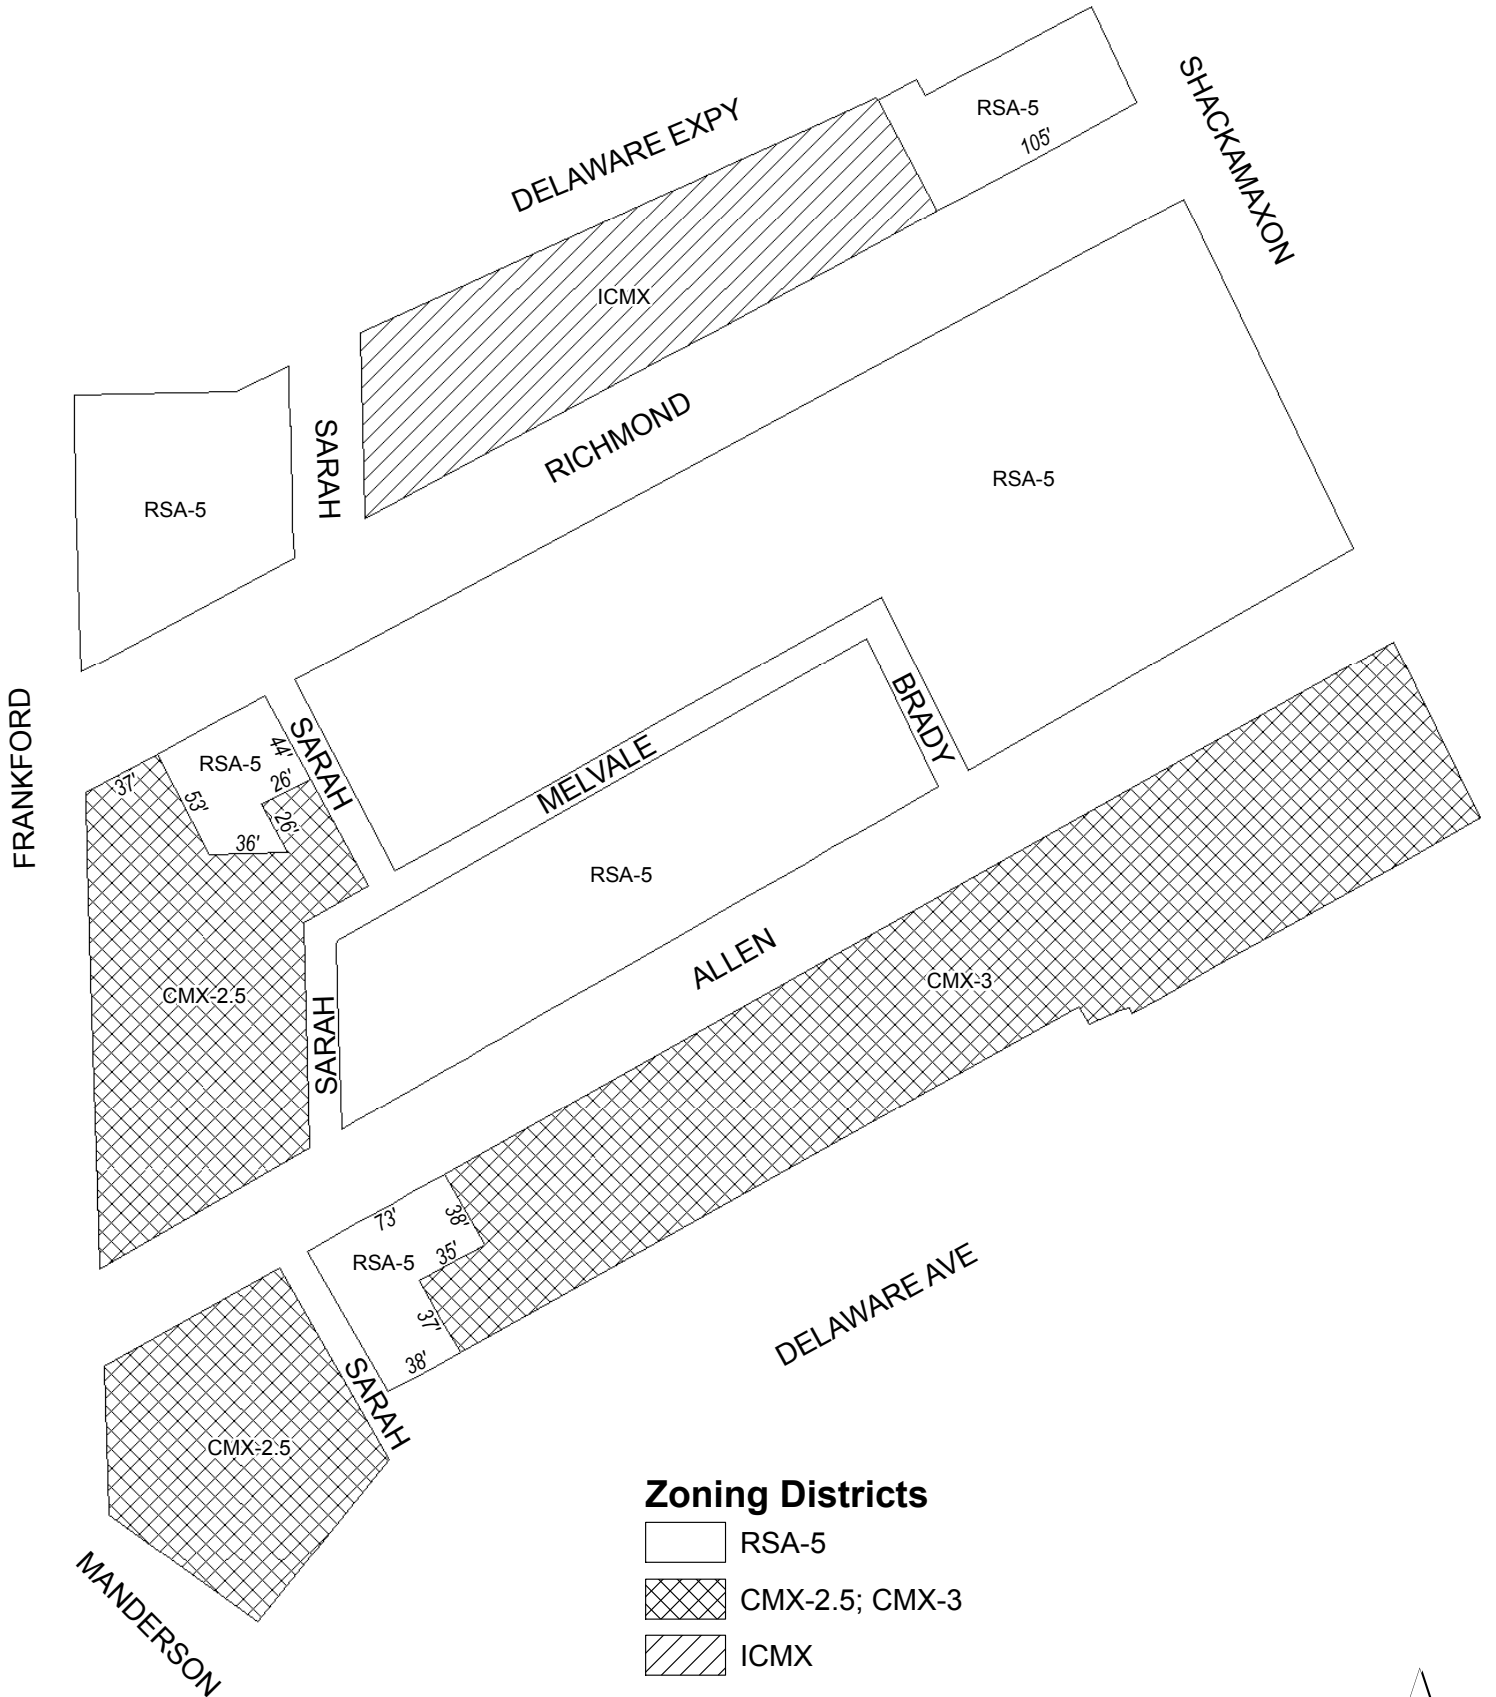 SHACKAMAXON
RSA-5
105'
DELAWARE EXPY
ICMX
RICHMOND
SARAH
RSA-5
RSA-5
FRANKFORD
SARAH
44'
RSA-5
26'
37'
53'
26'
36'
BRADY
MELVALE
RSA-5
ALLEN
CMX-3
CMX-2.5
SARAH
73'
38'
35'
RSA-5
37'
38'
DELAWARE AVE
SARAH
CMX-2.5
MANDERSON
Zoning Districts
RSA-5
CMX-2.5; CMX-3
ICMX